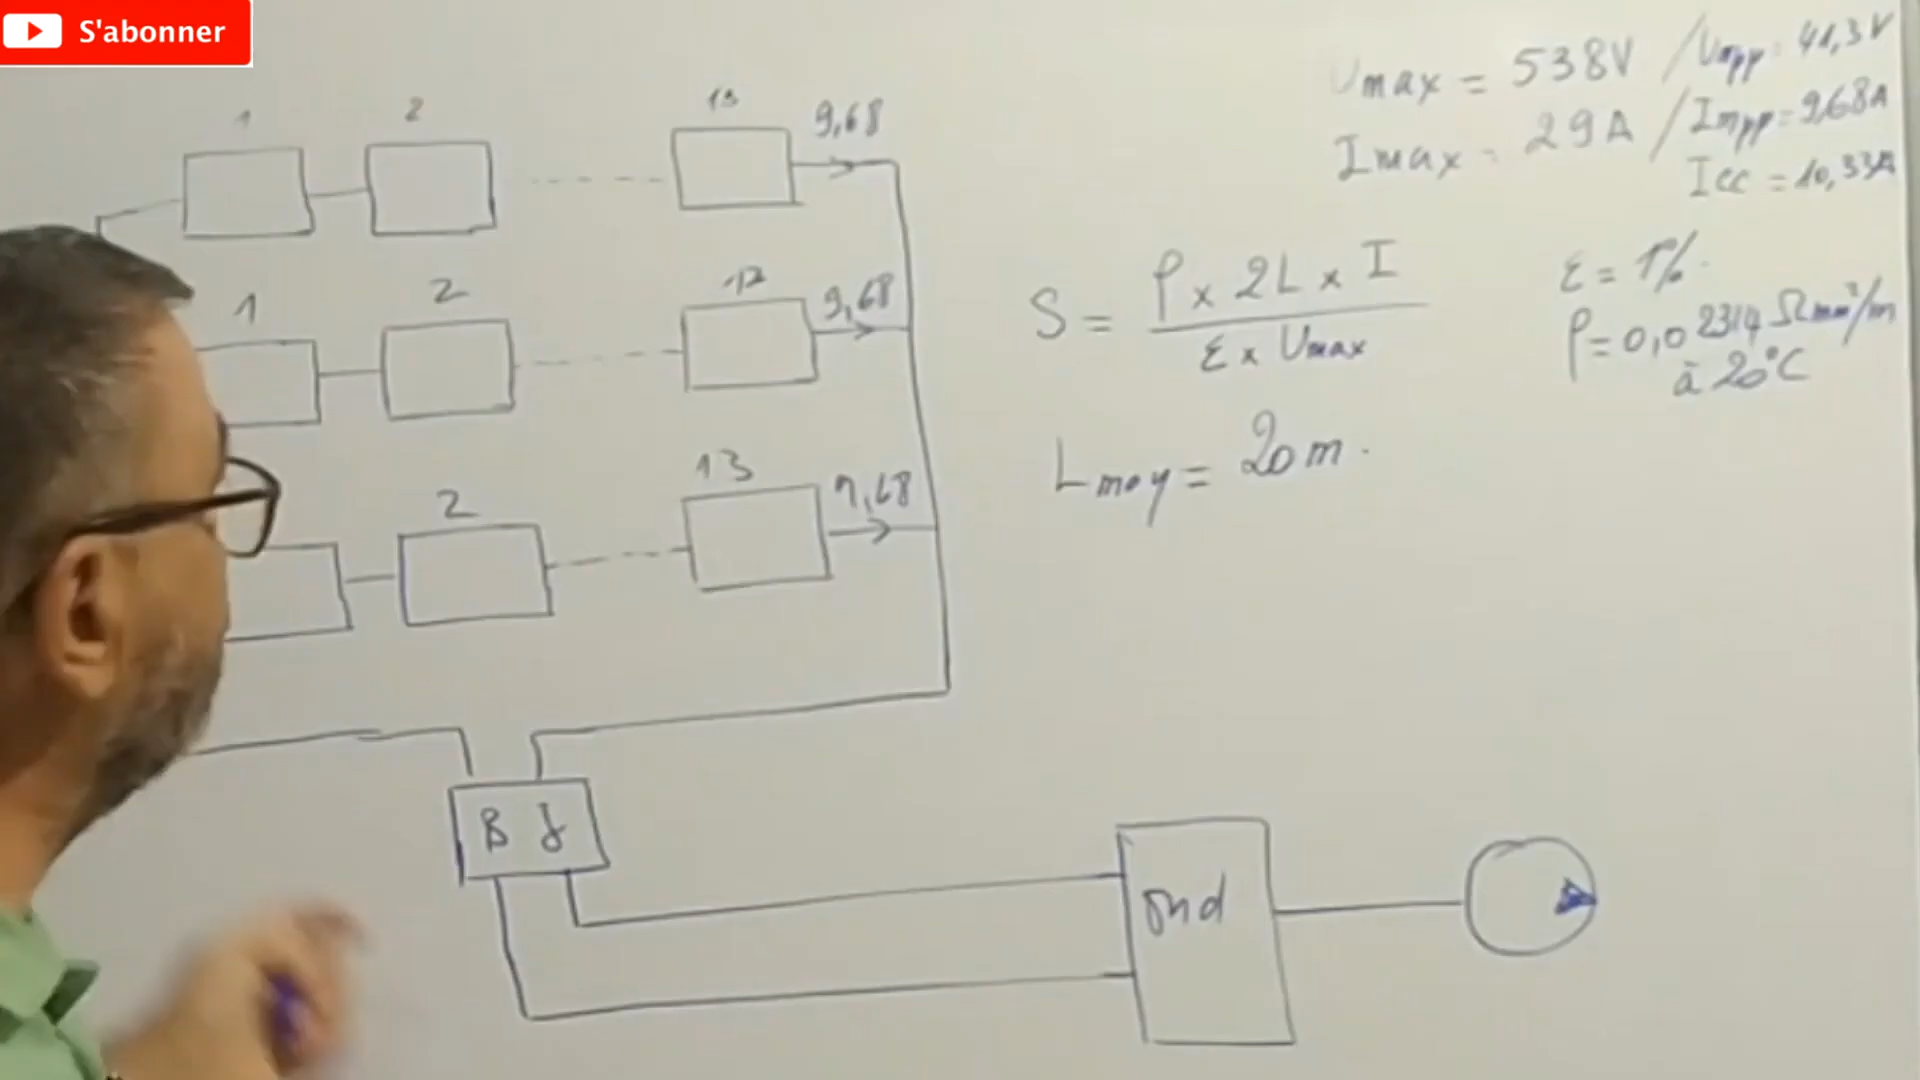 S'abonner
Umax = 538V / Umpp = 41,3V
Imax = 29A / Impp = 9,68A
Icc = 10,33A
1 2 13 9,68
S = ρ x 2L x I / ε x Umax
ε = 1%.
ρ = 0,02314 Ωmm²/m
à 20°C
1 2 9,68
Lmoy = 20m.
2 13 9,68
BJ
ond